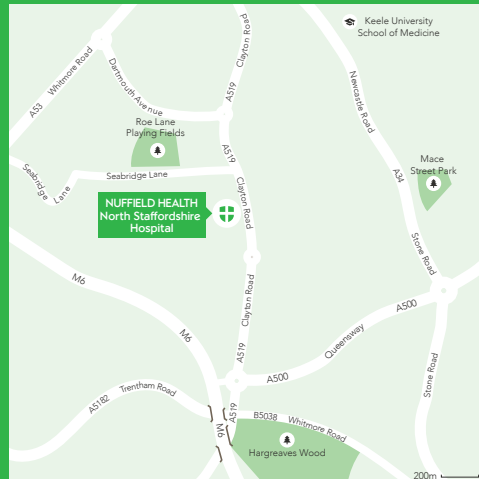 Keele University
School of Medicine
Clayton Road
A519
Whitmore Road
A53
Dartmouth Avenue
Newcastle Road
Roe Lane
Playing Fields
A519
Mace
Street Park
A34
Seabridge
Lane
Seabridge Lane
Clayton Road
NUFFIELD HEALTH
North Staffordshire
Hospital
Stone Road
M6
Clayton Road
A500
M6
Queensway
A519
A500
Stone Road
Trentham Road
A5182
A519
B5038
Whitmore Road
M6
Hargreaves Wood
200m